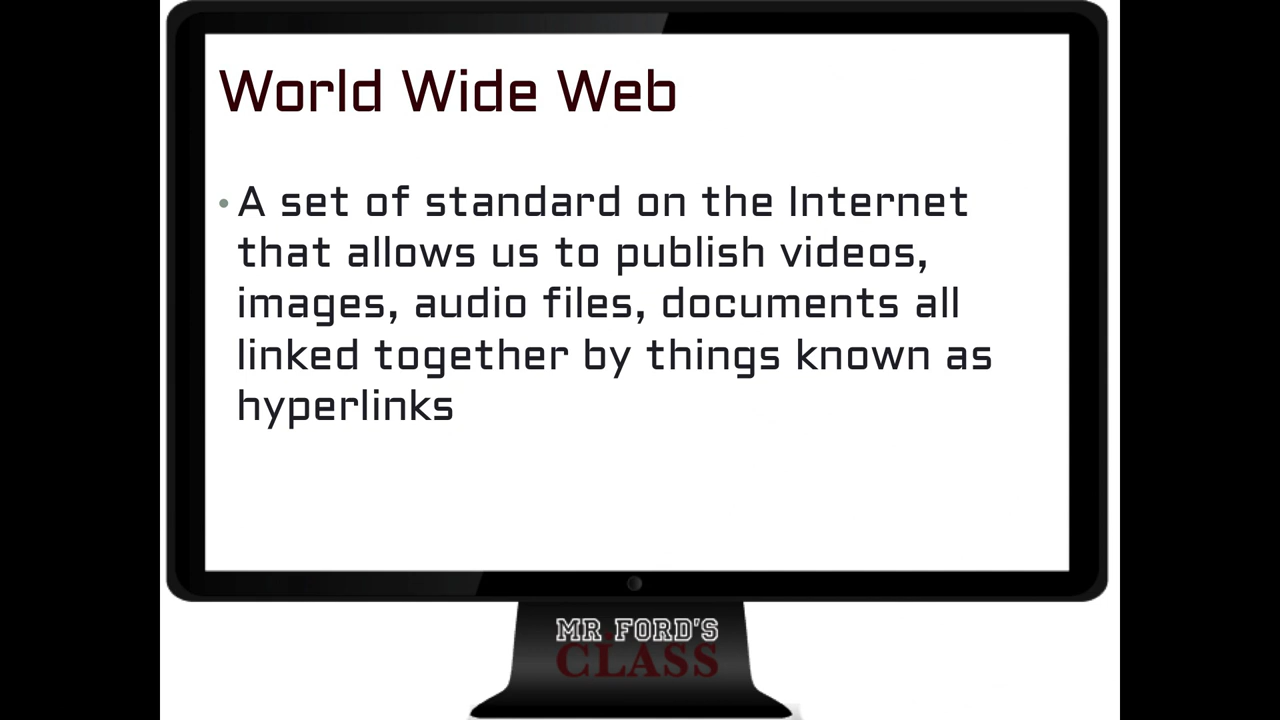 World Wide Web
• A set of standard on the Internet
that allows us to publish videos,
images, audio files, documents all
linked together by things known as
hyperlinks
MR. FORD'S
CLASS